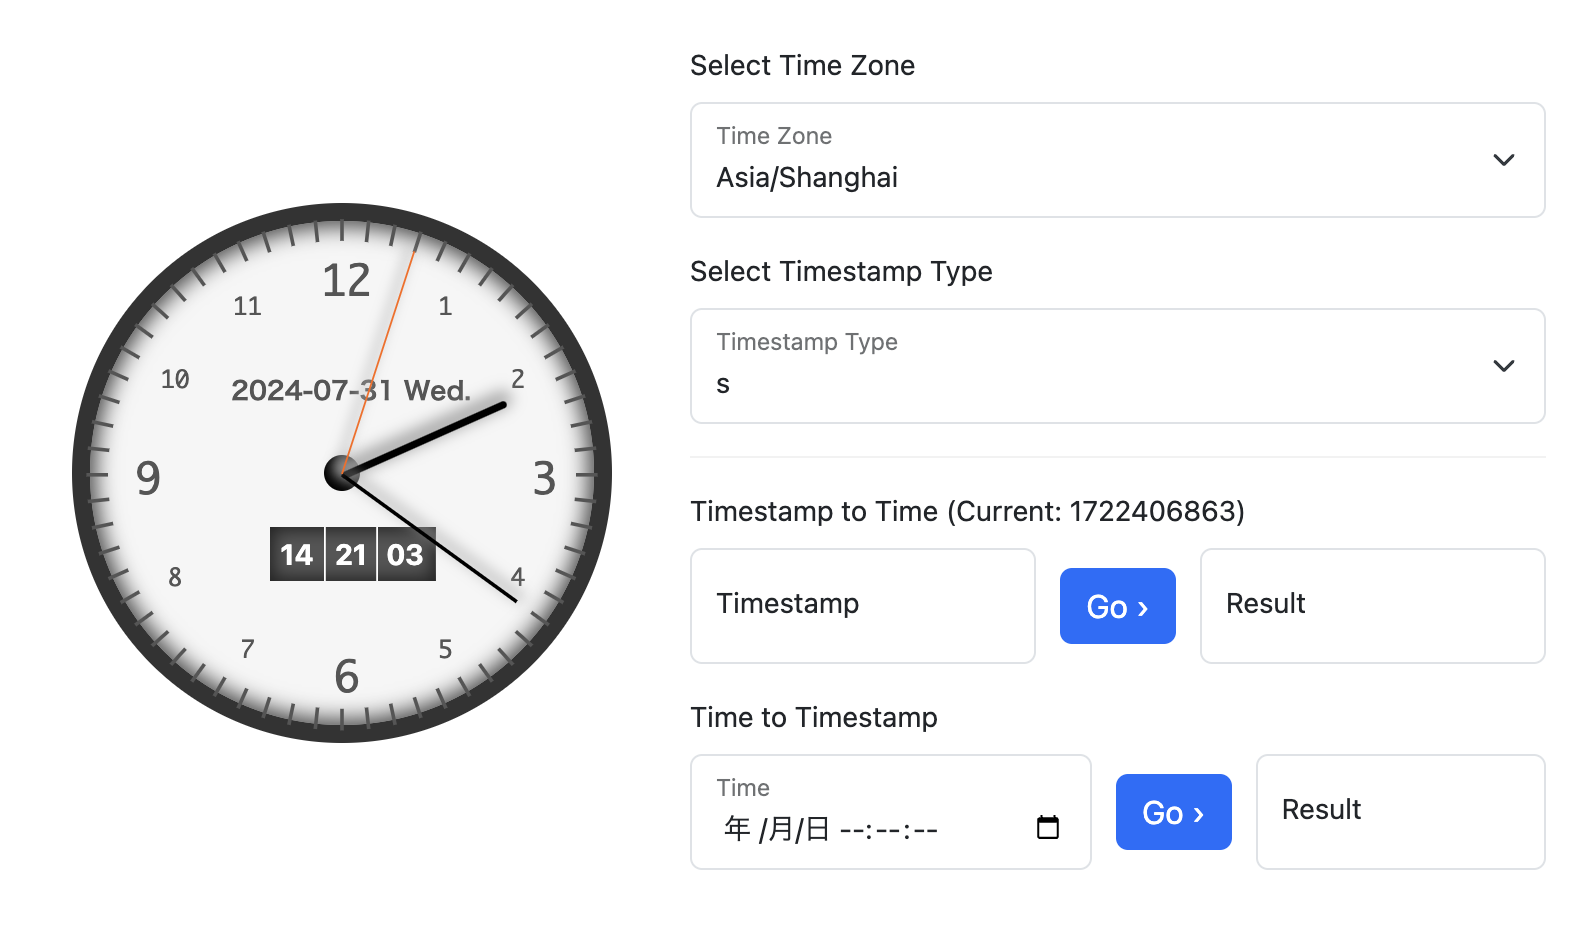 12
11
1
10
2
2024-07-31 Wed.
9
3
14 21 03
8
4
7
5
6
Select Time Zone
Time Zone
Asia/Shanghai
Select Timestamp Type
Timestamp Type
s
Timestamp to Time (Current: 1722406863)
Timestamp
Go ›
Result
Time to Timestamp
Time
年 /月/日 --:--:--
Go ›
Result